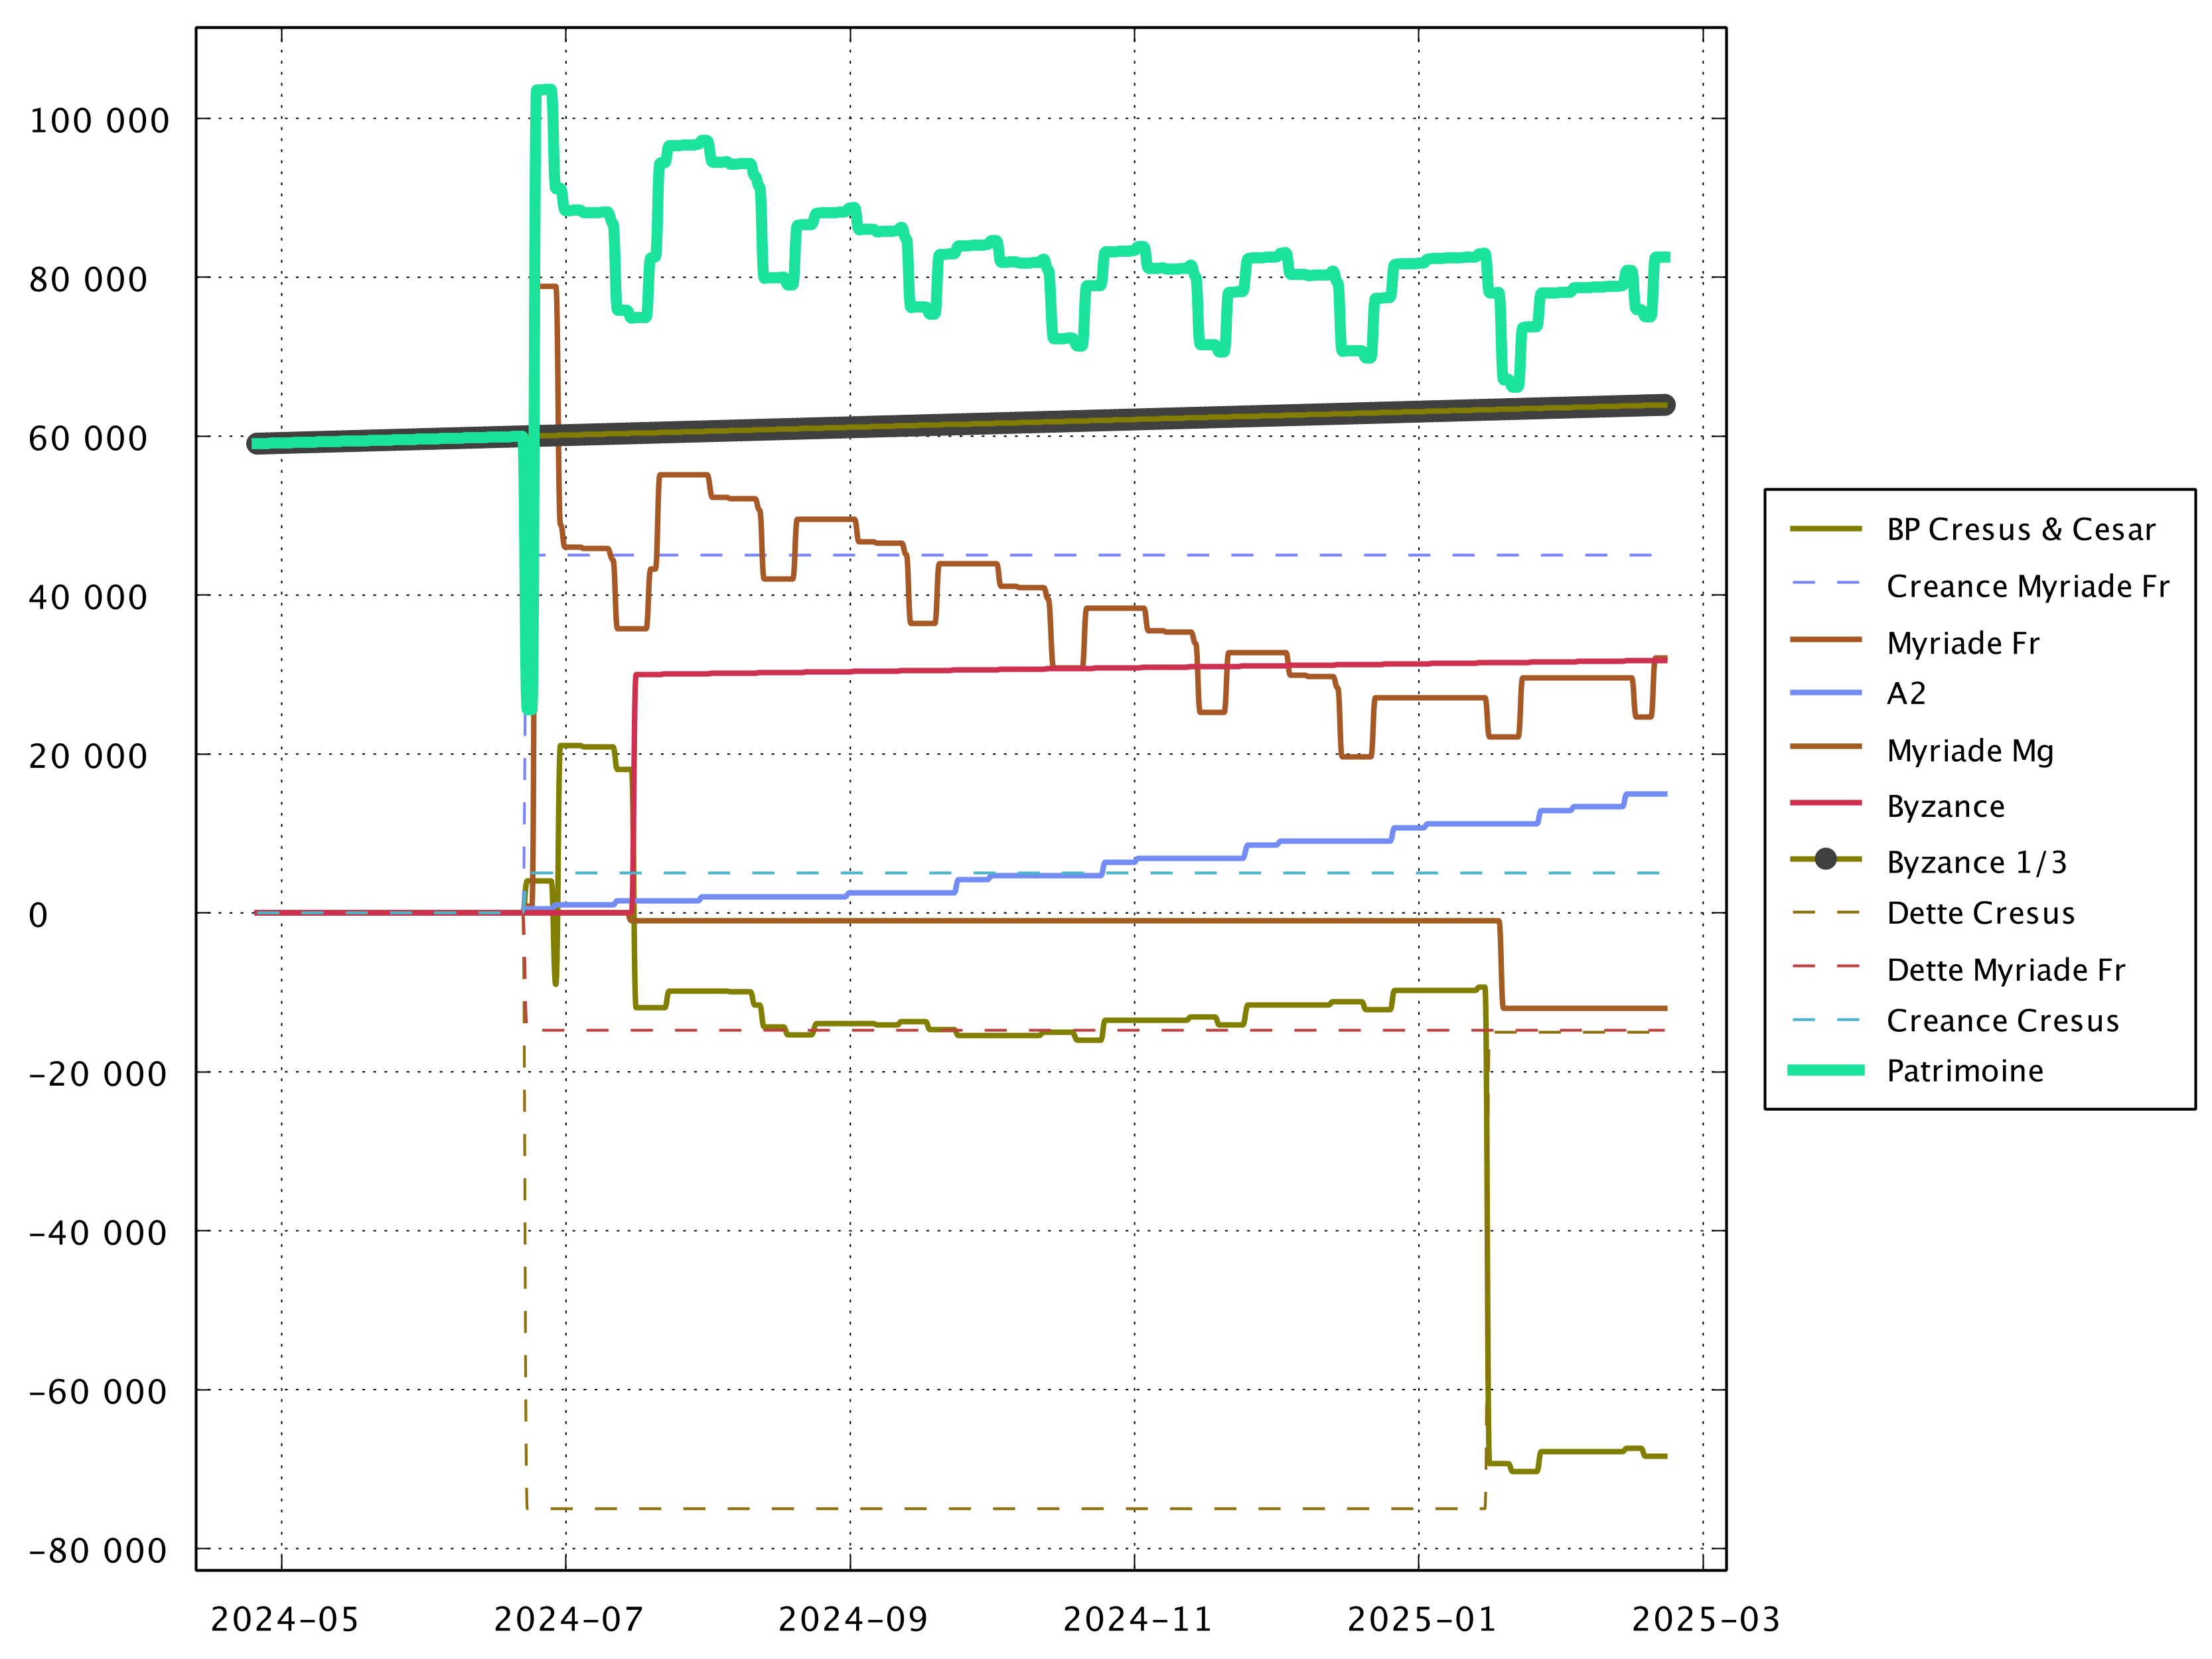 100 000
80 000
60 000
40 000
20 000
0
−20 000
−40 000
−60 000
−80 000
2024−05
2024−07
2024−09
2024−11
2025−01
2025−03
BP Cresus & Cesar
Creance Myriade Fr
Myriade Fr
A2
Myriade Mg
Byzance
Byzance 1/3
Dette Cresus
Dette Myriade Fr
Creance Cresus
Patrimoine